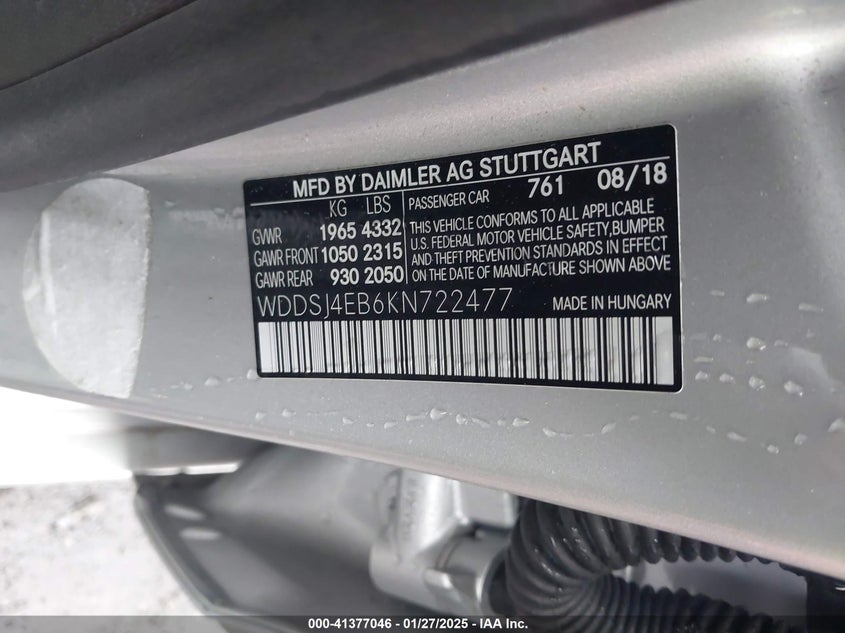 MFD BY DAIMLER AG STUTTGART
KG LBS
GVWR 1965 4332
GAWR FRONT 1050 2315
GAWR REAR 930 2050
PASSENGER CAR 761 08/18
THIS VEHICLE CONFORMS TO ALL APPLICABLE
U.S. FEDERAL MOTOR VEHICLE SAFETY,BUMPER
AND THEFT PREVENTION STANDARDS IN EFFECT
ON THE DATE OF MANUFACTURE SHOWN ABOVE
WDDSJ4EB6KN722477 MADE IN HUNGARY
000-41377046 - 01/27/2025 - IAA Inc.